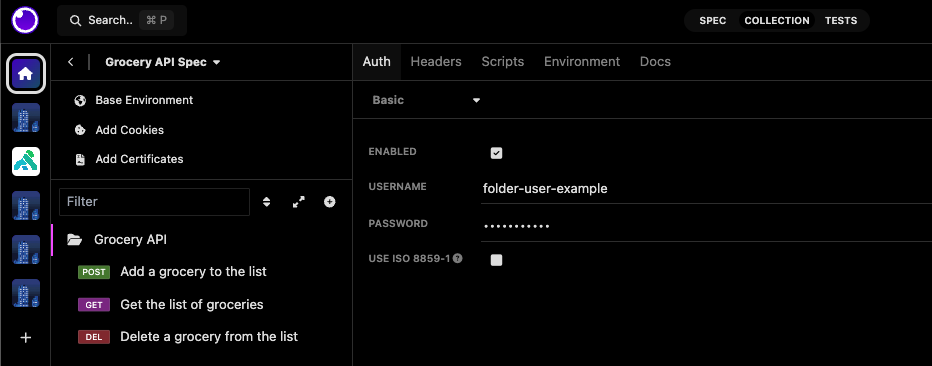 Search.. ⌘ P
SPEC COLLECTION TESTS
Grocery API Spec
Base Environment
Add Cookies
Add Certificates
Filter
Grocery API
POST Add a grocery to the list
GET Get the list of groceries
DEL Delete a grocery from the list
Auth Headers Scripts Environment Docs
Basic
ENABLED
USERNAME folder-user-example
PASSWORD •••••••••••
USE ISO 8859-1